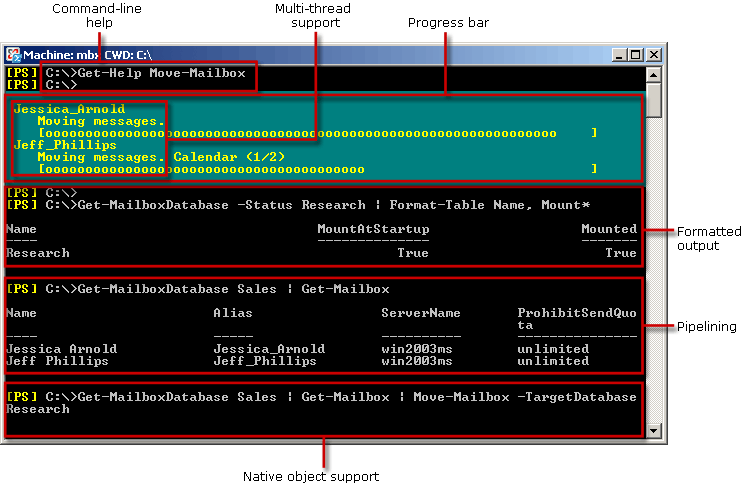 Command-line help
Multi-thread support
Progress bar
Machine: mbx CWD: C:\
[PS] C:\>Get-Help Move-Mailbox
[PS] C:\>
Jessica_Arnold
Moving messages.
[oooooooooooooooooooooooooooooooooooooooooooooooooooooooooooooooo ]
Jeff_Phillips
Moving messages. Calendar (1/2)
[oooooooooooooooooooooooooooooooooooooooo ]
[PS] C:\>
[PS] C:\>Get-MailboxDatabase -Status Research | Format-Table Name, Mount*
Name MountAtStartup Mounted
---- -------------- -------
Research True True
Formatted output
[PS] C:\>Get-MailboxDatabase Sales | Get-Mailbox
Name Alias ServerName ProhibitSendQuo
ta
---- ----- ---------- ---------------
Jessica Arnold Jessica_Arnold win2003ms unlimited
Jeff Phillips Jeff_Phillips win2003ms unlimited
Pipelining
[PS] C:\>Get-MailboxDatabase Sales | Get-Mailbox | Move-Mailbox -TargetDatabase
Research
Native object support